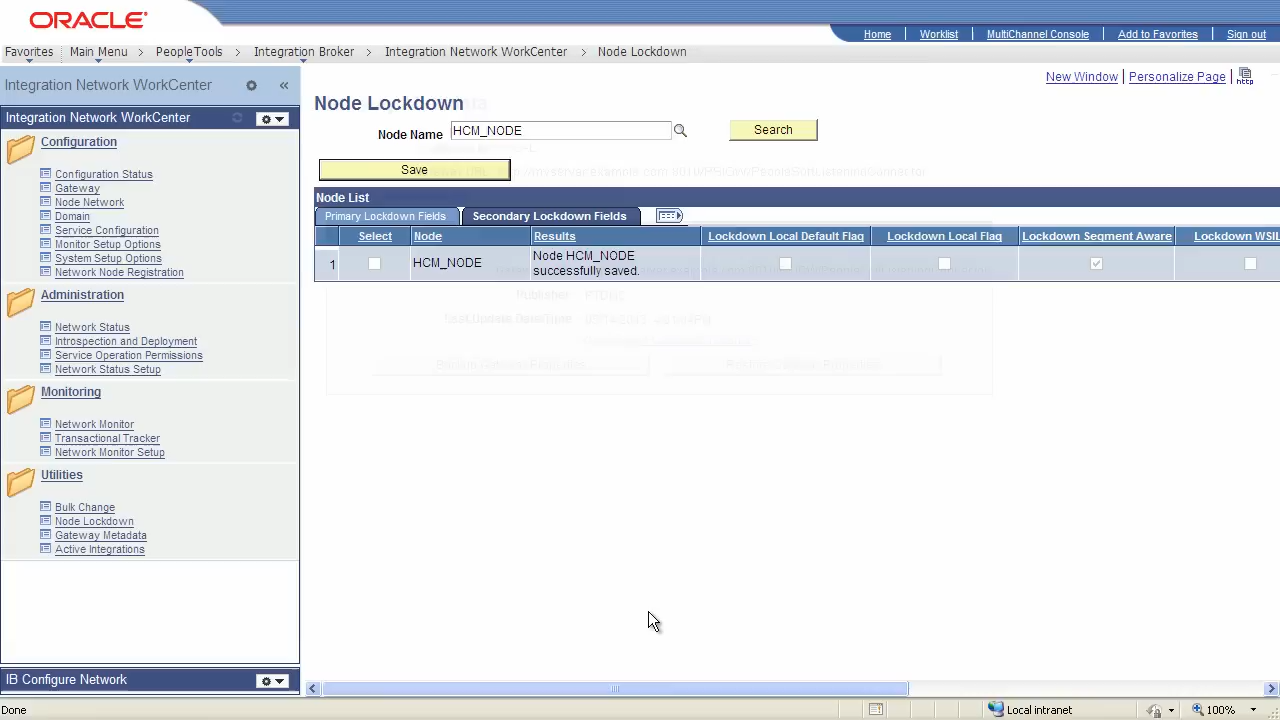 ORACLE
Home Worklist MultiChannel Console Add to Favorites Sign out
Favorites Main Menu > PeopleTools > Integration Broker > Integration Network WorkCenter > Node Lockdown
New Window Personalize Page http
Integration Network WorkCenter «
Integration Network WorkCenter
Configuration
Configuration Status
Gateway
Node Network
Domain
Service Configuration
Monitor Setup Options
System Setup Options
Network Node Registration
Administration
Network Status
Introspection and Deployment
Service Operation Permissions
Network Status Setup
Monitoring
Network Monitor
Transactional Tracker
Network Monitor Setup
Utilities
Bulk Change
Node Lockdown
Gateway Metadata
Active Integrations
IB Configure Network
Node Lockdown
Node Name HCM_NODE Search
Save
Node List
Primary Lockdown Fields Secondary Lockdown Fields
Select Node Results Lockdown Local Default Flag Lockdown Local Flag Lockdown Segment Aware Lockdown WSIL
1 HCM_NODE Node HCM_NODE
successfully saved.
Publisher
Done Local intranet 100%